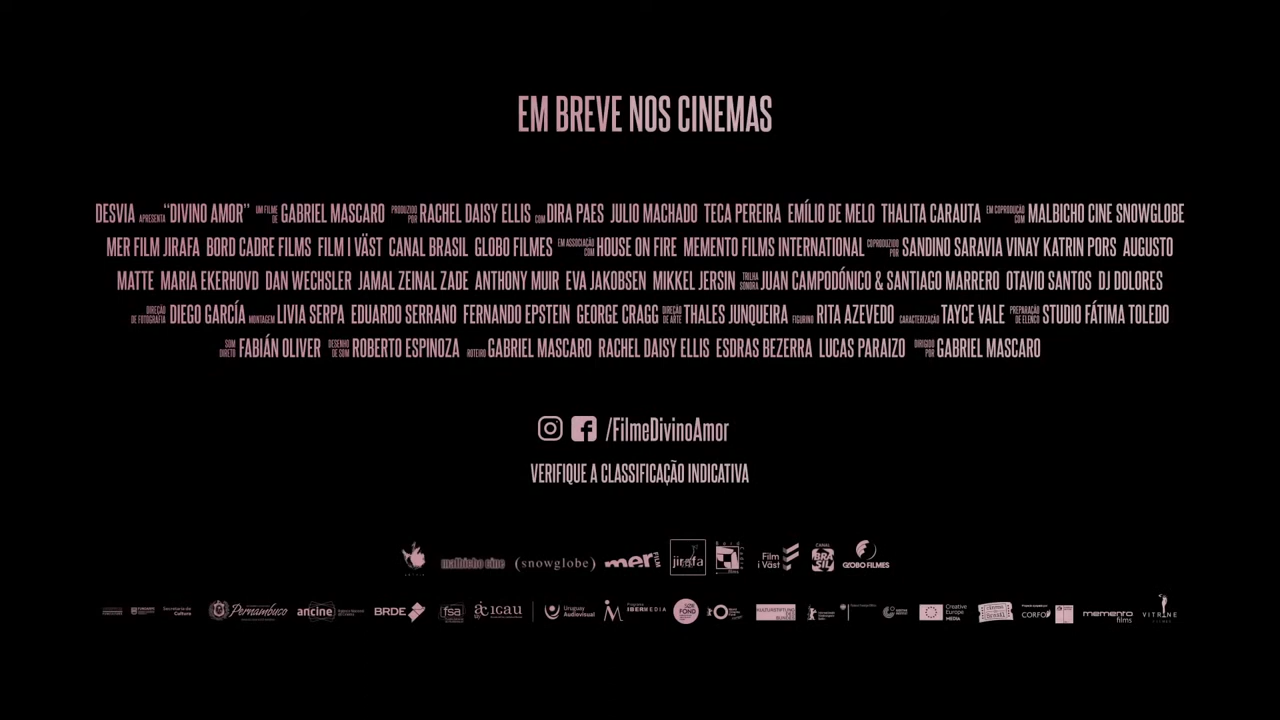 EM BREVE NOS CINEMAS
DESVIA APRESENTA “DIVINO AMOR” UM FILME DE GABRIEL MASCARO PRODUZIDO POR RACHEL DAISY ELLIS COM DIRA PAES JULIO MACHADO TECA PEREIRA EMÍLIO DE MELO THALITA CARAUTA EM COPRODUÇÃO COM MALBICHO CINE SNOWGLOBE
MER FILM JIRAFA BORD CADRE FILMS FILM I VÄST CANAL BRASIL GLOBO FILMES EM ASSOCIAÇÃO COM HOUSE ON FIRE MEMENTO FILMS INTERNATIONAL COPRODUZIDO POR SANDINO SARAVIA VINAY KATRIN PORS AUGUSTO
MATTE MARIA EKERHOVD DAN WECHSLER JAMAL ZEINAL ZADE ANTHONY MUIR EVA JAKOBSEN MIKKEL JERSIN TRILHA SONORA JUAN CAMPODÓNICO & SANTIAGO MARRERO OTAVIO SANTOS DJ DOLORES
DIREÇÃO DE FOTOGRAFIA DIEGO GARCÍA MONTAGEM LIVIA SERPA EDUARDO SERRANO FERNANDO EPSTEIN GEORGE CRAGG DIREÇÃO DE ARTE THALES JUNQUEIRA FIGURINO RITA AZEVEDO CARACTERIZAÇÃO TAYCE VALE PREPARAÇÃO DE ELENCO STUDIO FÁTIMA TOLEDO
SOM DIRETO FABIÁN OLIVER DESENHO DE SOM ROBERTO ESPINOZA ROTEIRO GABRIEL MASCARO RACHEL DAISY ELLIS ESDRAS BEZERRA LUCAS PARAIZO DIRIGIDO POR GABRIEL MASCARO
/FilmeDivinoAmor
VERIFIQUE A CLASSIFICAÇÃO INDICATIVA
malbicho cine (snowglobe) mer FILM jirafa Film i Väst CANAL BRASIL GLOBO FILMES
Secretaria de Cultura Pernambuco ancine BRDE fsa icau Uruguay Audiovisual Programa IBERMEDIA Creative Europe MEDIA CORFO memento films VITRINE FILMES